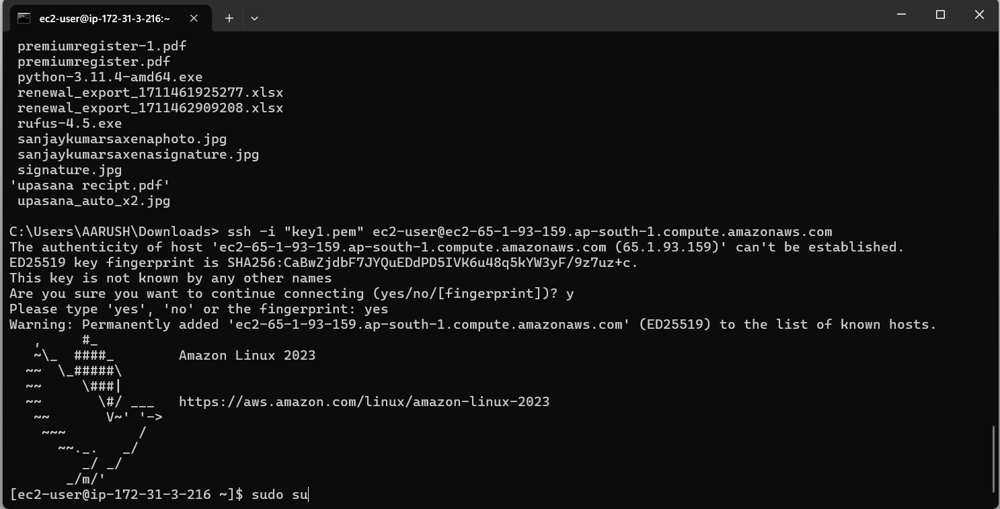 ec2-user@ip-172-31-3-216:~
premiumregister-1.pdf
premiumregister.pdf
python-3.11.4-amd64.exe
renewal_export_1711461925277.xlsx
renewal_export_1711462909208.xlsx
rufus-4.5.exe
sanjaykumarsaxenaphoto.jpg
sanjaykumarsaxenasignature.jpg
signature.jpg
'upasana recipt.pdf'
upasana_auto_x2.jpg
C:\Users\AARUSH\Downloads> ssh -i "key1.pem" ec2-user@ec2-65-1-93-159.ap-south-1.compute.amazonaws.com
The authenticity of host 'ec2-65-1-93-159.ap-south-1.compute.amazonaws.com (65.1.93.159)' can't be established.
ED25519 key fingerprint is SHA256:CaBwZjdbF7JYQuEDdPD5IVK6u48q5kYW3yF/9z7uz+c.
This key is not known by any other names
Are you sure you want to continue connecting (yes/no/[fingerprint])? y
Please type 'yes', 'no' or the fingerprint: yes
Warning: Permanently added 'ec2-65-1-93-159.ap-south-1.compute.amazonaws.com' (ED25519) to the list of known hosts.
   ,     #_
   ~\_  ####_        Amazon Linux 2023
  ~~  \_#####\
  ~~     \###|
  ~~       \#/ ___   https://aws.amazon.com/linux/amazon-linux-2023
   ~~       V~' '->
    ~~~         /
      ~~._.   _/
         _/ _/
       _/m/'
[ec2-user@ip-172-31-3-216 ~]$ sudo su